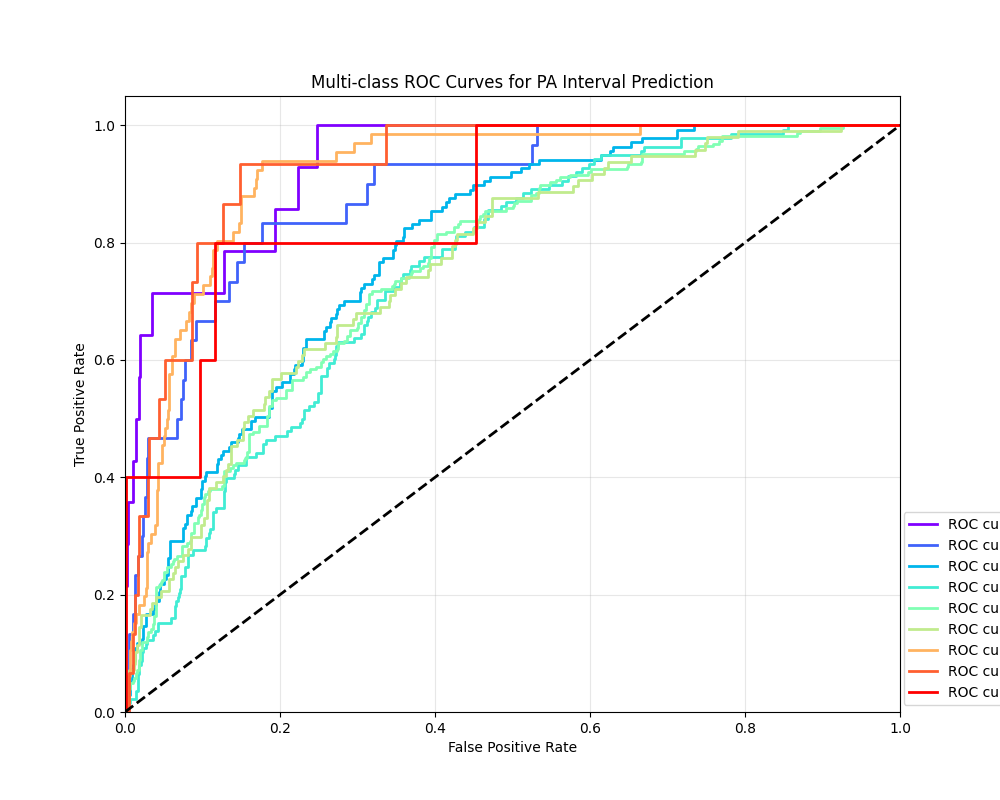 Multi-class ROC Curves for PA Interval Prediction
1.0
0.8
0.6
0.4
0.2
0.0
True Positive Rate
0.0 0.2 0.4 0.6 0.8 1.0
False Positive Rate
ROC cu
ROC cu
ROC cu
ROC cu
ROC cu
ROC cu
ROC cu
ROC cu
ROC cu